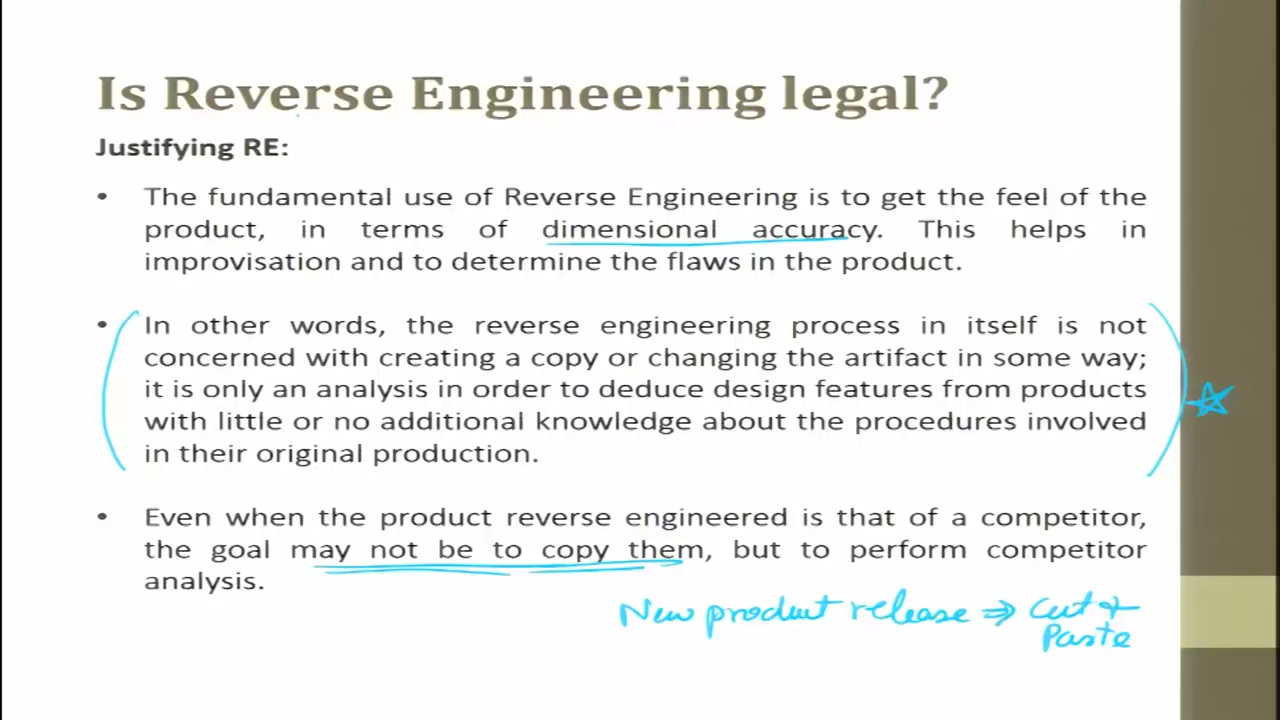 Is Reverse Engineering legal?
Justifying RE:
• The fundamental use of Reverse Engineering is to get the feel of the
product, in terms of dimensional accuracy. This helps in
improvisation and to determine the flaws in the product.
• In other words, the reverse engineering process in itself is not
concerned with creating a copy or changing the artifact in some way;
it is only an analysis in order to deduce design features from products
with little or no additional knowledge about the procedures involved
in their original production.
• Even when the product reverse engineered is that of a competitor,
the goal may not be to copy them, but to perform competitor
analysis.
New product release ⇒ Cut &
Paste